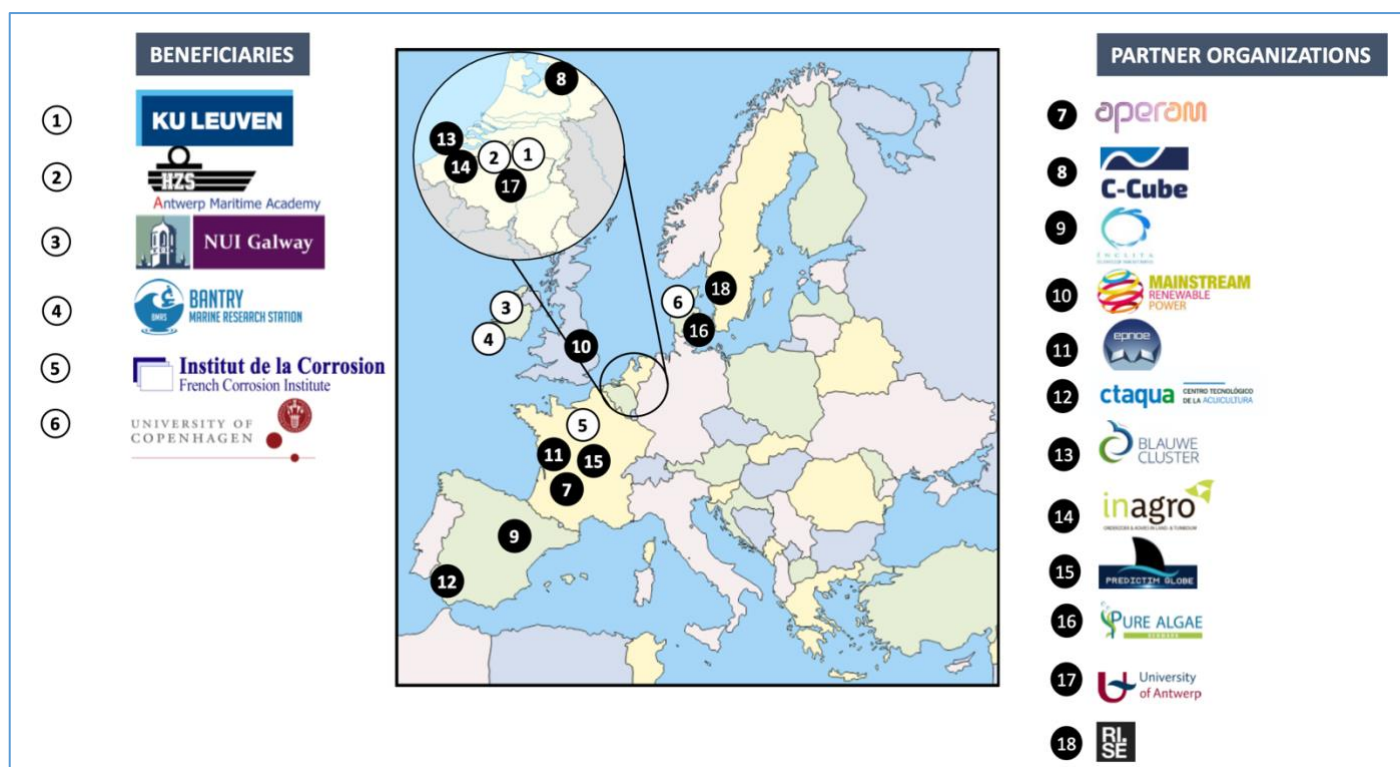 BENEFICIARIES
1
KU LEUVEN
2
HZS
Antwerp Maritime Academy
3
NUI Galway
4
BMRS
BANTRY
MARINE RESEARCH STATION
5
Institut de la Corrosion
French Corrosion Institute
6
UNIVERSITY OF
COPENHAGEN
8
13
14
2
1
17
3
4
10
6
18
16
5
11
15
7
9
12
PARTNER ORGANIZATIONS
7
aperam
8
C-Cube
9
INCLITA
10
MAINSTREAM
RENEWABLE
POWER
11
epnoe
12
ctaqua
CENTRO TECNOLÓGICO
DE LA ACUICULTURA
13
BLAUWE
CLUSTER
14
inagro
15
PREDICTIM GLOBE
16
PURE ALGAE
DENMARK
17
University
of Antwerp
18
RI.
SE